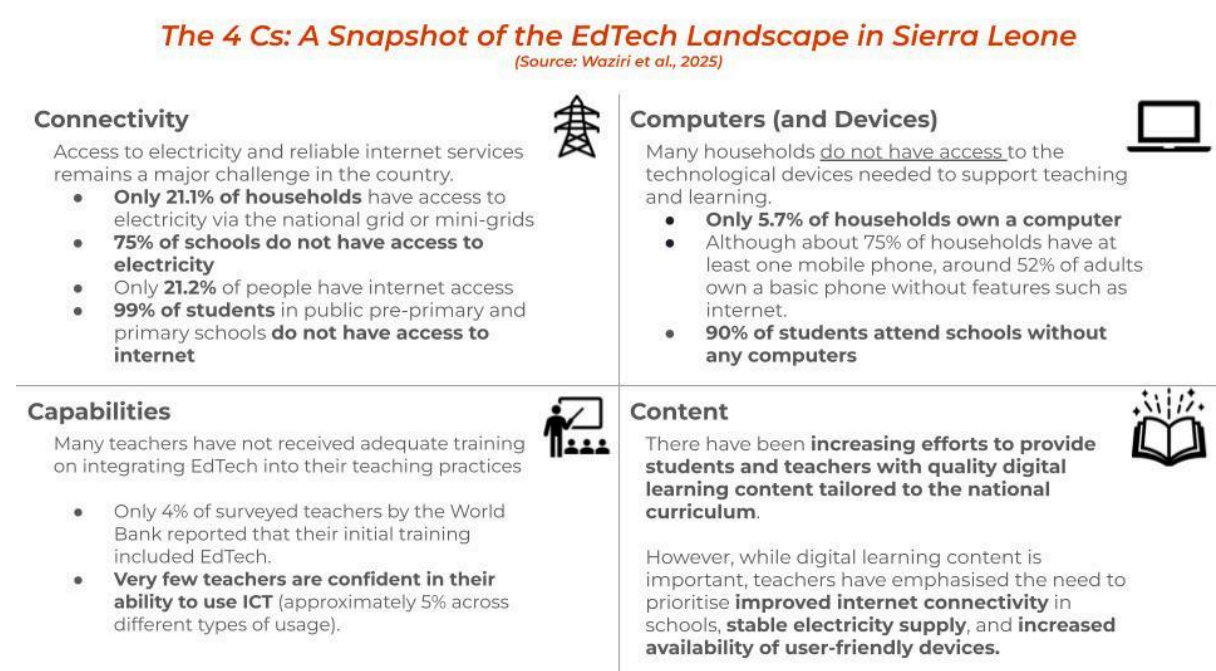 The 4 Cs: A Snapshot of the EdTech Landscape in Sierra Leone
(Source: Waziri et al., 2025)
Connectivity
Access to electricity and reliable internet services
remains a major challenge in the country.
● Only 21.1% of households have access to
electricity via the national grid or mini-grids
● 75% of schools do not have access to
electricity
● Only 21.2% of people have internet access
● 99% of students in public pre-primary and
primary schools do not have access to
internet
Computers (and Devices)
Many households do not have access to the
technological devices needed to support teaching
and learning.
● Only 5.7% of households own a computer
● Although about 75% of households have at
least one mobile phone, around 52% of adults
own a basic phone without features such as
internet.
● 90% of students attend schools without
any computers
Capabilities
Many teachers have not received adequate training
on integrating EdTech into their teaching practices
● Only 4% of surveyed teachers by the World
Bank reported that their initial training
included EdTech.
● Very few teachers are confident in their
ability to use ICT (approximately 5% across
different types of usage).
Content
There have been increasing efforts to provide
students and teachers with quality digital
learning content tailored to the national
curriculum.
However, while digital learning content is
important, teachers have emphasised the need to
prioritise improved internet connectivity in
schools, stable electricity supply, and increased
availability of user-friendly devices.